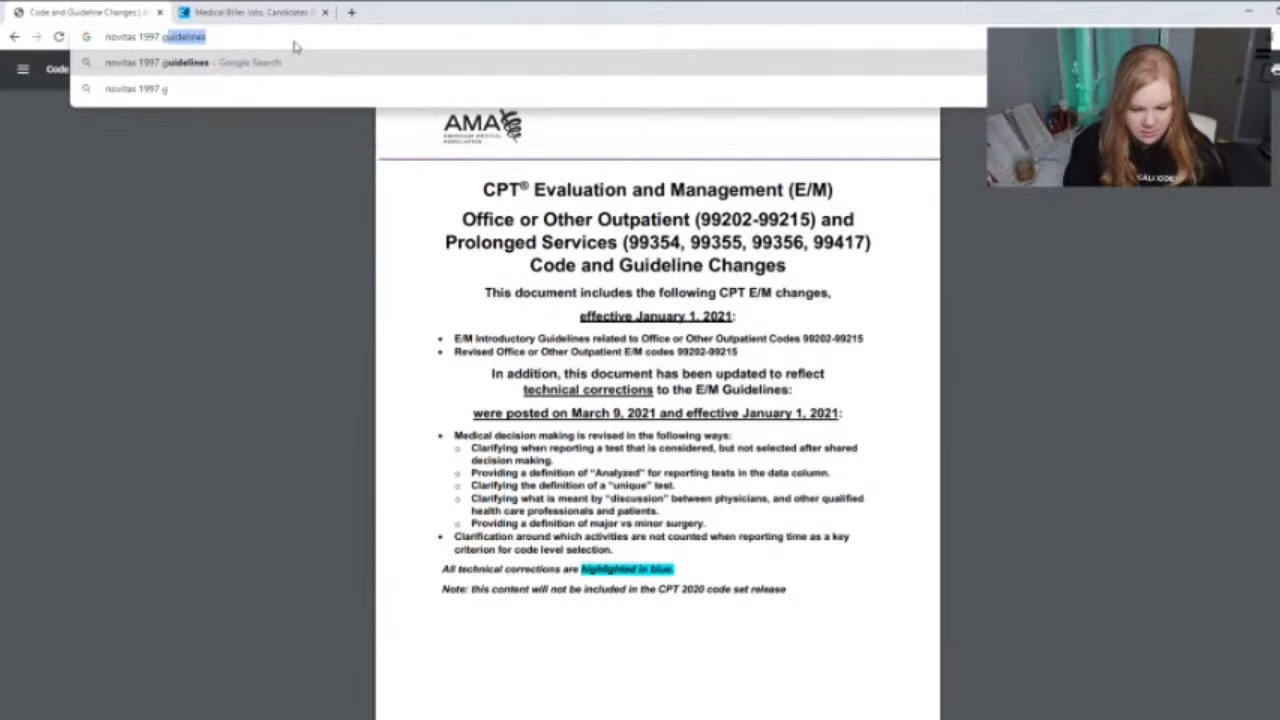 Code and Guideline Changes | A
Medical Biller Jobs, Candidates
novitas 1997 guidelines
novitas 1997 guidelines - Google Search
Code
novitas 1997 g
AMA
AMERICAN MEDICAL
ASSOCIATION
CPT® Evaluation and Management (E/M)
Office or Other Outpatient (99202-99215) and
Prolonged Services (99354, 99355, 99356, 99417)
Code and Guideline Changes
This document includes the following CPT E/M changes,
effective January 1, 2021:
• E/M Introductory Guidelines related to Office or Other Outpatient Codes 99202-99215
• Revised Office or Other Outpatient E/M codes 99202-99215
In addition, this document has been updated to reflect
technical corrections to the E/M Guidelines:
were posted on March 9, 2021 and effective January 1, 2021:
• Medical decision making is revised in the following ways:
o Clarifying when reporting a test that is considered, but not selected after shared
decision making.
o Providing a definition of “Analyzed” for reporting tests in the data column.
o Clarifying the definition of a “unique” test.
o Clarifying what is meant by “discussion” between physicians, and other qualified
health care professionals and patients.
o Providing a definition of major vs minor surgery.
• Clarification around which activities are not counted when reporting time as a key
criterion for code level selection.
All technical corrections are highlighted in blue.
Note: this content will not be included in the CPT 2020 code set release